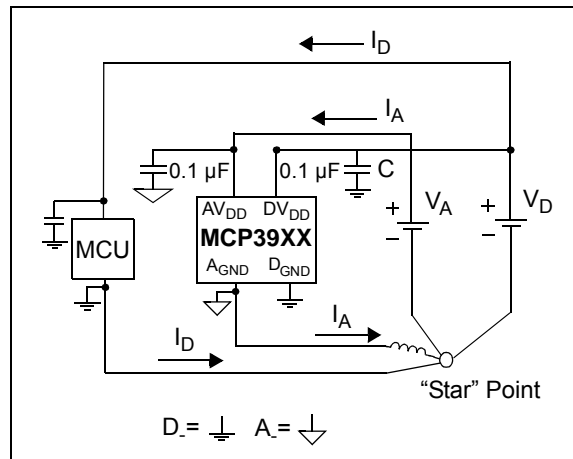 I_D
I_A
0.1 µF 0.1 µF C
V_A V_D
+ +
− −
AV_DD DV_DD
MCP39XX
A_GND D_GND
MCU
I_A
I_D
“Star” Point
D_-= A_-=